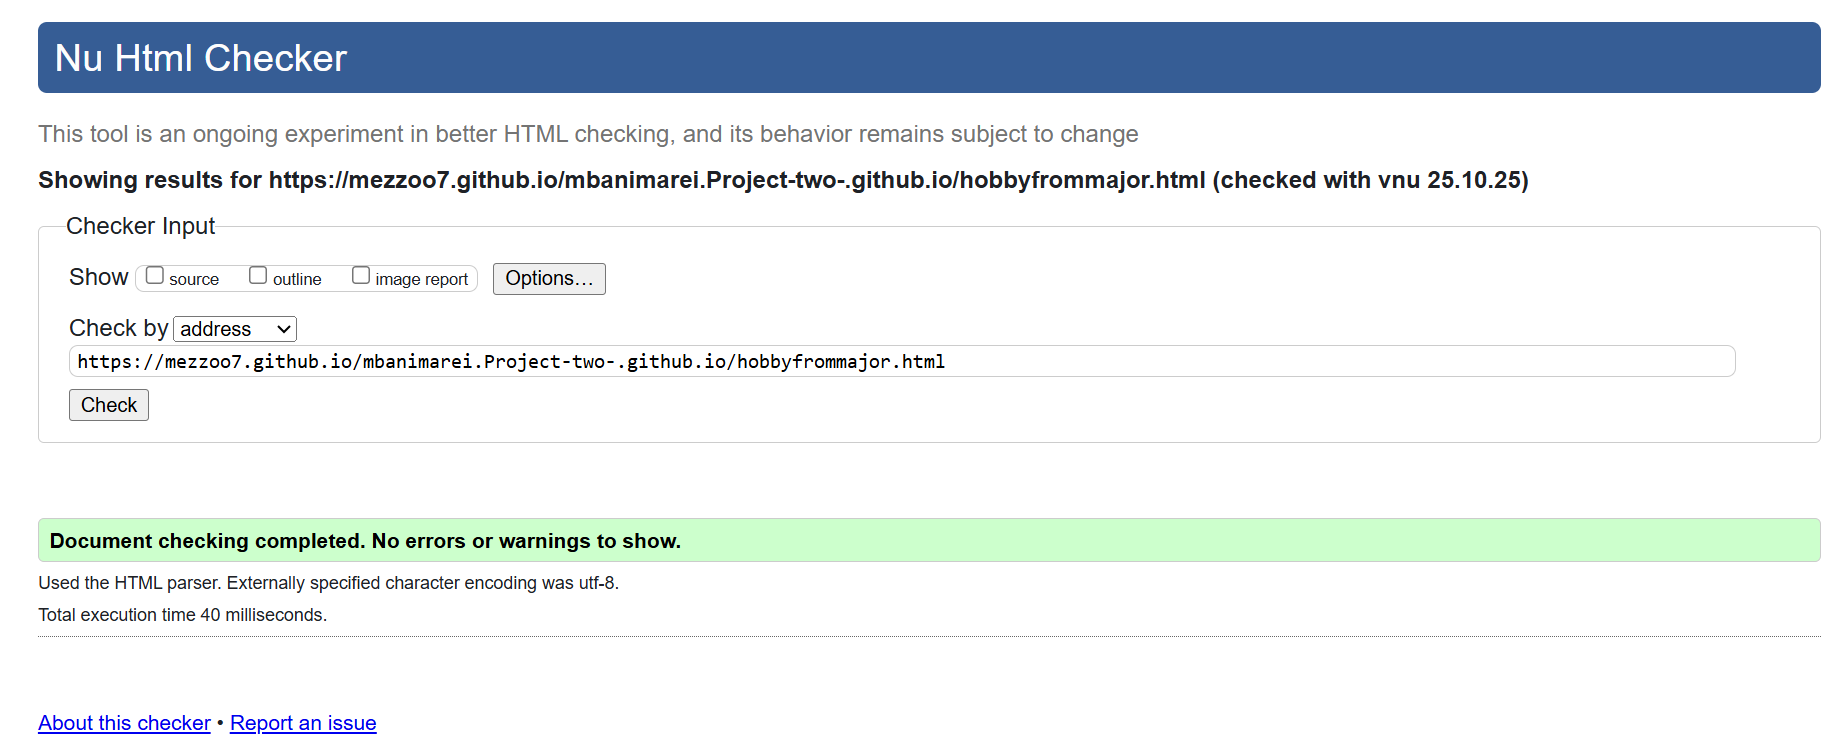 Nu Html Checker
This tool is an ongoing experiment in better HTML checking, and its behavior remains subject to change
Showing results for https://mezzoo7.github.io/mbanimarei.Project-two-.github.io/hobbyfrommajor.html (checked with vnu 25.10.25)
Checker Input
Show source outline image report Options…
Check by address
https://mezzoo7.github.io/mbanimarei.Project-two-.github.io/hobbyfrommajor.html
Check
Document checking completed. No errors or warnings to show.
Used the HTML parser. Externally specified character encoding was utf-8.
Total execution time 40 milliseconds.
About this checker • Report an issue